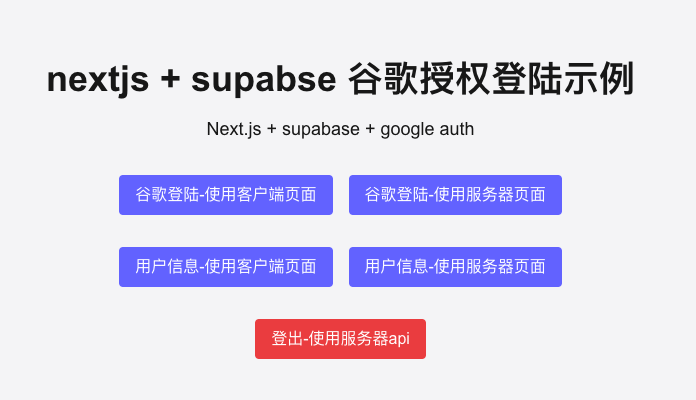 nextjs + supabse 谷歌授权登陆示例
Next.js + supabase + google auth
谷歌登陆-使用客户端页面
谷歌登陆-使用服务器页面
用户信息-使用客户端页面
用户信息-使用服务器页面
登出-使用服务器api